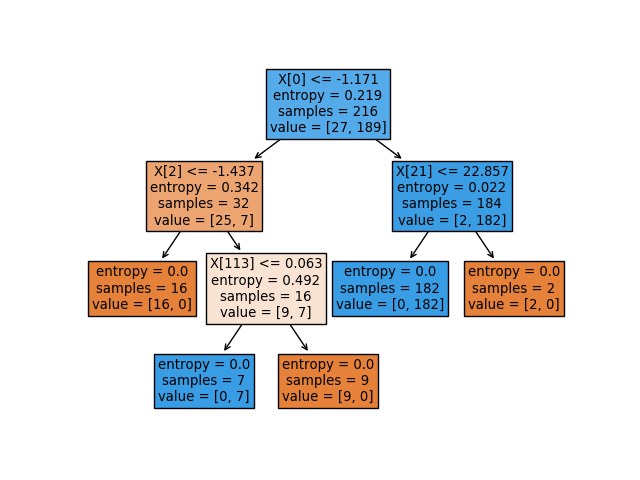 X[0] <= -1.171
entropy = 0.219
samples = 216
value = [27, 189]
X[2] <= -1.437
entropy = 0.342
samples = 32
value = [25, 7]
X[21] <= 22.857
entropy = 0.022
samples = 184
value = [2, 182]
entropy = 0.0
samples = 16
value = [16, 0]
X[113] <= 0.063
entropy = 0.492
samples = 16
value = [9, 7]
entropy = 0.0
samples = 182
value = [0, 182]
entropy = 0.0
samples = 2
value = [2, 0]
entropy = 0.0
samples = 7
value = [0, 7]
entropy = 0.0
samples = 9
value = [9, 0]